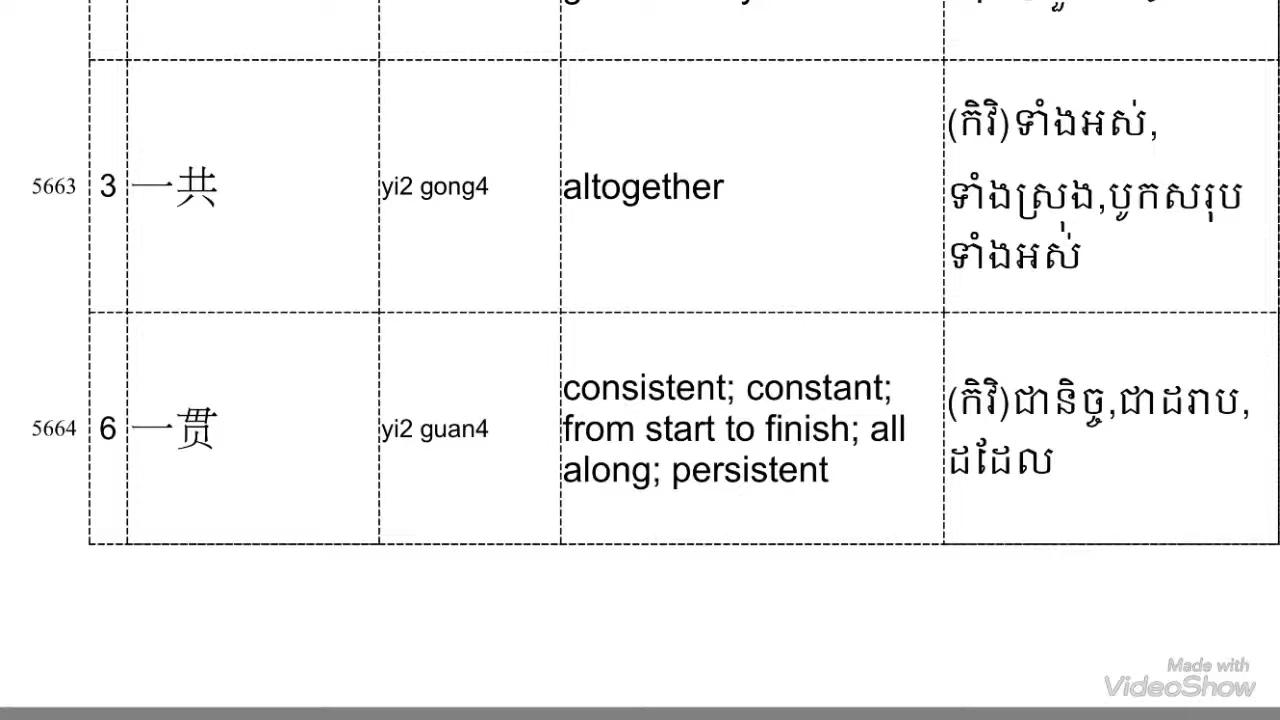 5663 3 一共 yi2 gong4 altogether (កិវិ)ទាំងអស់,
ទាំងស្រុង,បូកសរុប
ទាំងអស់
5664 6 一贯 yi2 guan4 consistent; constant;
from start to finish; all
along; persistent
(កិវិ)ជានិច្ច,ជាដរាប,
ដដែល
Made with
VideoShow